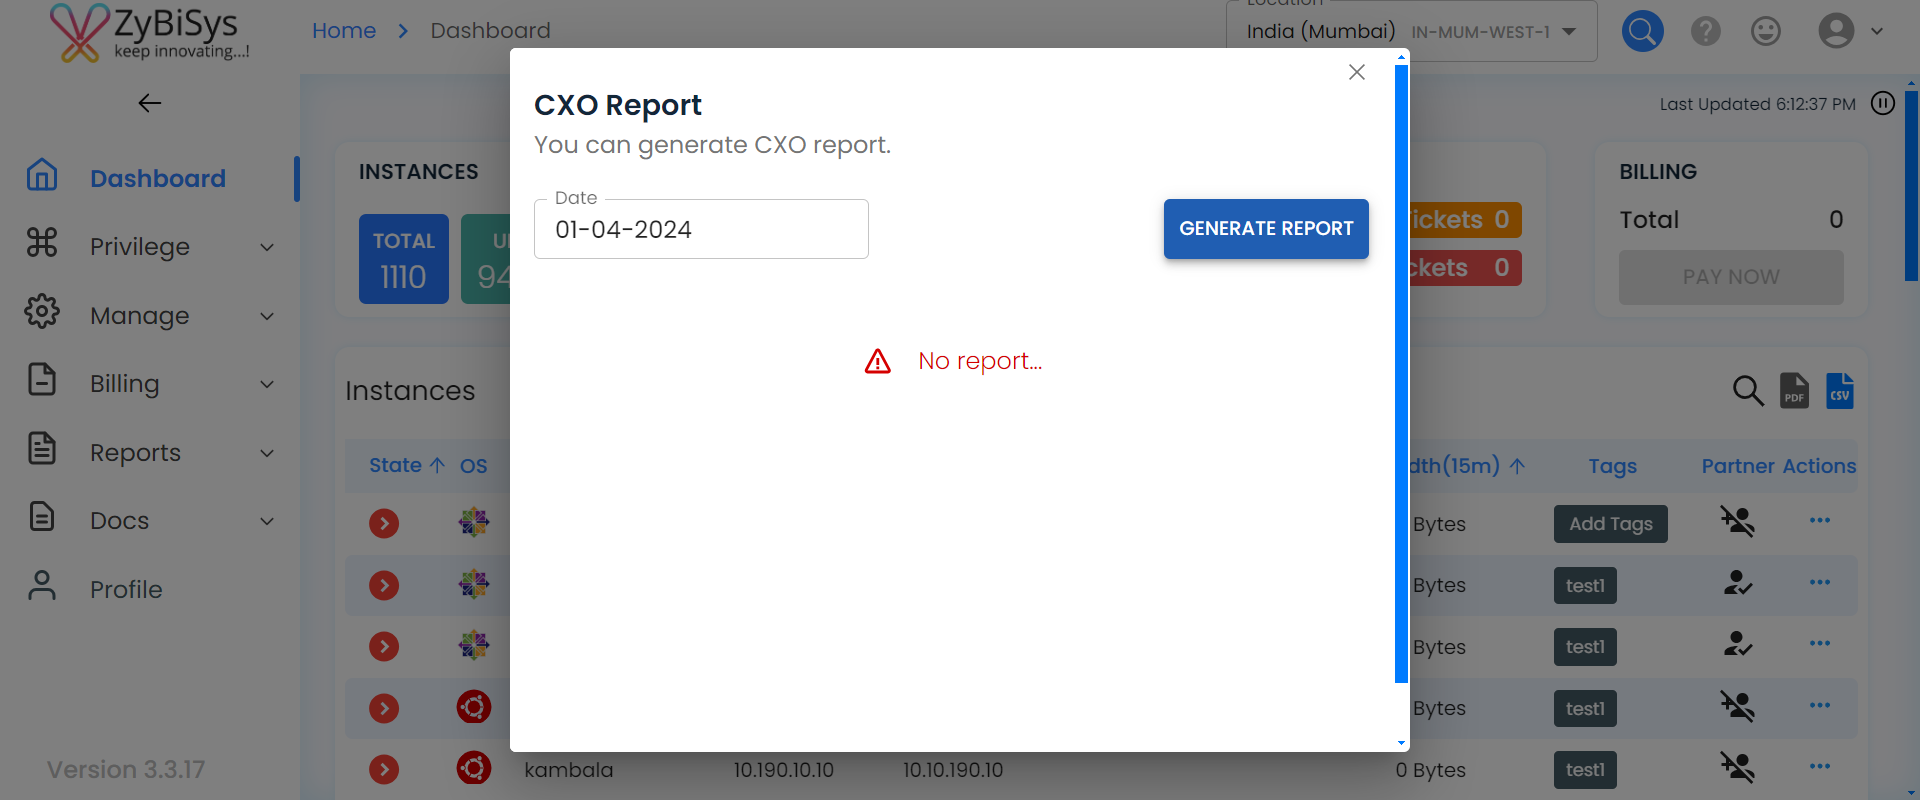 ZyBiSys
keep innovating...!
Home > Dashboard
Location
India (Mumbai) IN-MUM-WEST-1
Last Updated 6:12:37 PM
Dashboard
Privilege
Manage
Billing
Reports
Docs
Profile
Version 3.3.17
INSTANCES
TOTAL
1110
CXO Report
You can generate CXO report.
Date
01-04-2024
GENERATE REPORT
No report...
Tickets 0
0
BILLING
Total 0
PAY NOW
Instances
PDF
CSV
State OS
(15m) Tags Partner Actions
Bytes Add Tags
Bytes test1
Bytes test1
Bytes test1
kambala 10.190.10.10 10.10.190.10 0 Bytes test1